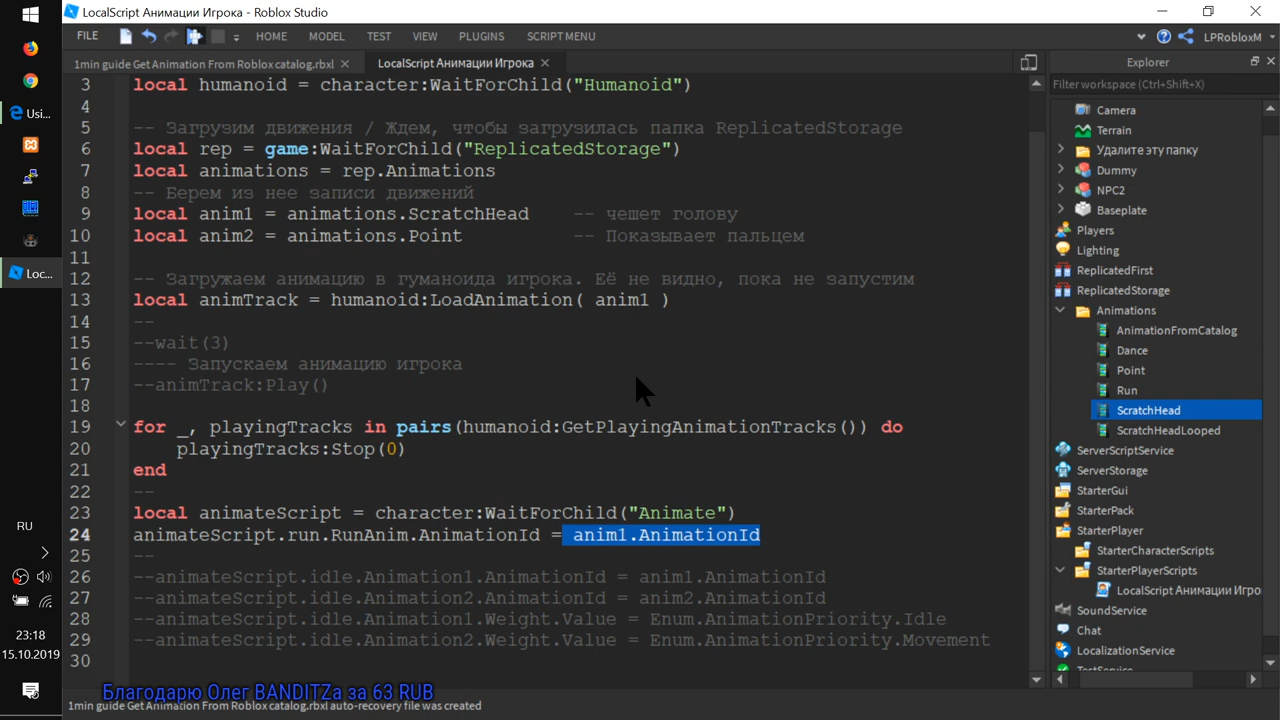 LocalScript Анимации Игрока - Roblox Studio
FILE HOME MODEL TEST VIEW PLUGINS SCRIPT MENU LPRobloxM
1min guide Get Animation From Roblox catalog.rbxl
LocalScript Анимации Игрока
3 local humanoid = character:WaitForChild("Humanoid")
4
5 -- Загрузим движения / Ждем, чтобы загрузилась папка ReplicatedStorage
6 local rep = game:WaitForChild("ReplicatedStorage")
7 local animations = rep.Animations
8 -- Берем из нее записи движений
9 local anim1 = animations.ScratchHead -- чешет голову
10 local anim2 = animations.Point -- Показывает пальцем
11
12 -- Загружаем анимацию в гуманоида игрока. Её не видно, пока не запустим
13 local animTrack = humanoid:LoadAnimation( anim1 )
14 --
15 --wait(3)
16 ---- Запускаем анимацию игрока
17 --animTrack:Play()
18
19 for _, playingTracks in pairs(humanoid:GetPlayingAnimationTracks()) do
20 playingTracks:Stop(0)
21 end
22 --
23 local animateScript = character:WaitForChild("Animate")
24 animateScript.run.RunAnim.AnimationId = anim1.AnimationId
25 --
26 --animateScript.idle.Animation1.AnimationId = anim1.AnimationId
27 --animateScript.idle.Animation2.AnimationId = anim2.AnimationId
28 --animateScript.idle.Animation1.Weight.Value = Enum.AnimationPriority.Idle
29 --animateScript.idle.Animation2.Weight.Value = Enum.AnimationPriority.Movement
30
Explorer
Filter workspace (Ctrl+Shift+X)
Camera
Terrain
Удалите эту папку
Dummy
NPC2
Baseplate
Players
Lighting
ReplicatedFirst
ReplicatedStorage
Animations
AnimationFromCatalog
Dance
Point
Run
ScratchHead
ScratchHeadLooped
ServerScriptService
ServerStorage
StarterGui
StarterPack
StarterPlayer
StarterCharacterScripts
StarterPlayerScripts
LocalScript Анимации Игро
SoundService
Chat
LocalizationService
TestService
Usi...
Loc...
RU
23:18
15.10.2019
Благодарю Олег BANDITZa за 63 RUB
1min guide Get Animation From Roblox catalog.rbxl auto-recovery file was created